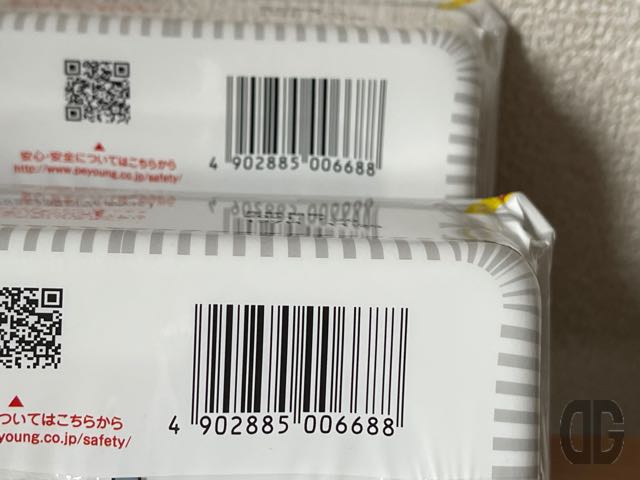 安心・安全についてはこちらから
http://www.peyoung.co.jp/safety/
4 902885 006688
ついてはこちらから
young.co.jp/safety/
4 902885 006688
DG